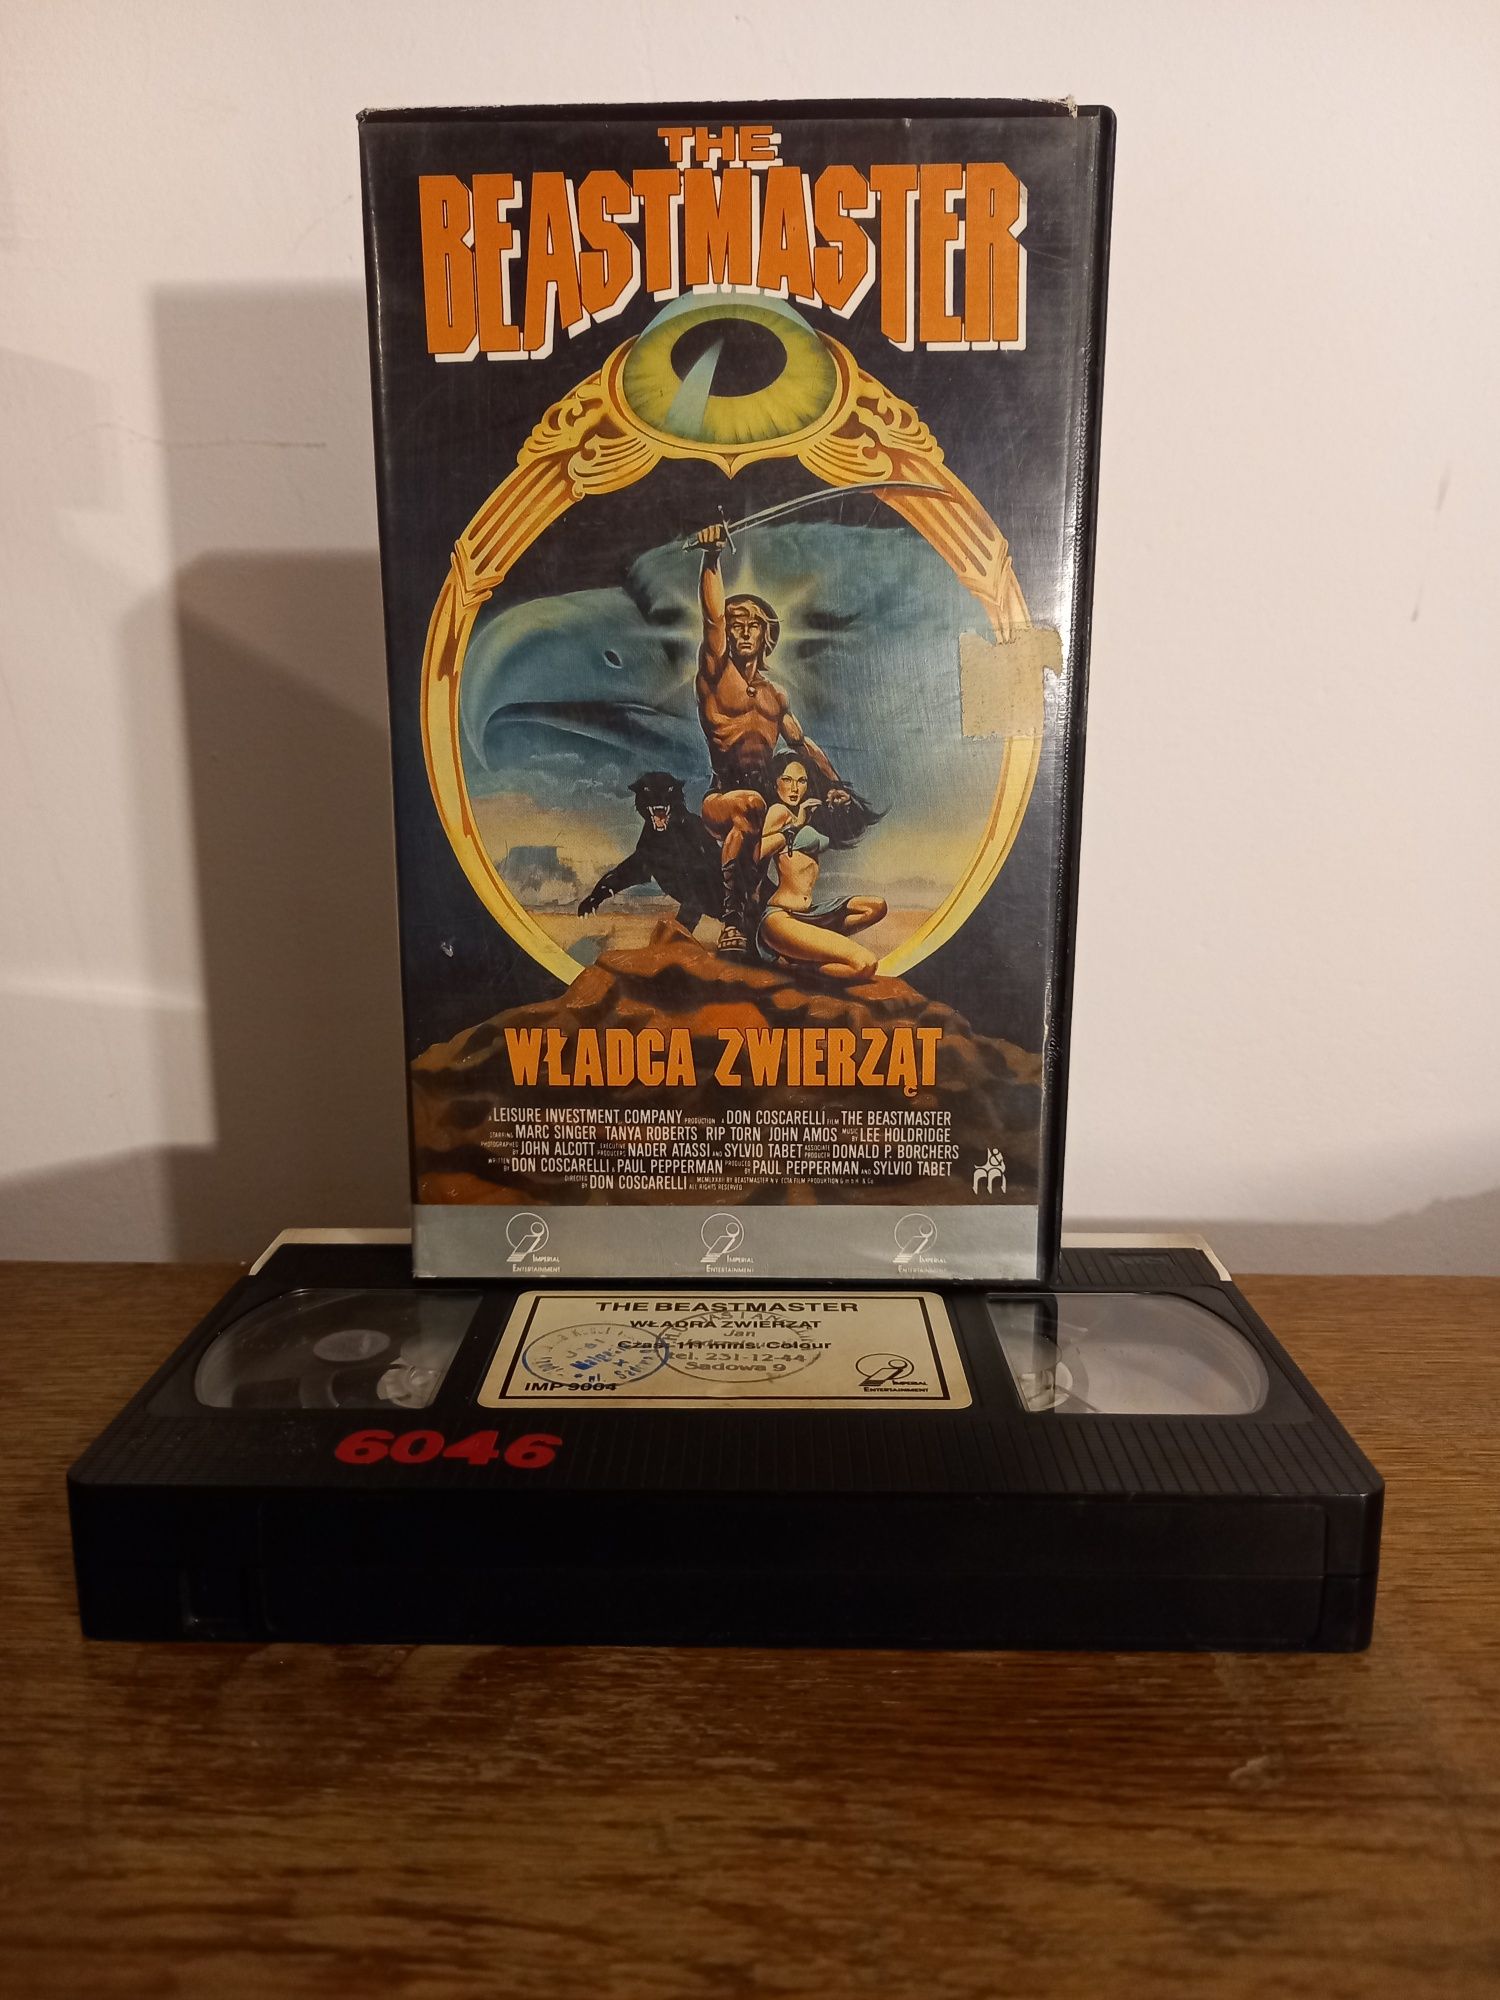 THE
BEASTMASTER
WŁADCA ZWIERZĄT
A LEISURE INVESTMENT COMPANY PRODUCTION A DON COSCARELLI FILM THE BEASTMASTER
STARRING MARC SINGER TANYA ROBERTS RIP TORN JOHN AMOS MUSIC BY LEE HOLDRIDGE
PHOTOGRAPHED BY JOHN ALCOTT EXECUTIVE PRODUCERS NADER ATASSI AND SYLVIO TABET ASSOCIATE PRODUCER DONALD P. BORCHERS
WRITTEN BY DON COSCARELLI & PAUL PEPPERMAN PRODUCED BY PAUL PEPPERMAN AND SYLVIO TABET
DIRECTED BY DON COSCARELLI ALL RIGHTS RESERVED
IMPERIAL ENTERTAINMENT
IMPERIAL ENTERTAINMENT
IMPERIAL ENTERTAINMENT
THE BEASTMASTER
WŁADRA ZWIERZĄT
Jan
Czas: 111 mins. Colour
tel. 231-12-44
Sadowa 9
IMP 9004
IMPERIAL ENTERTAINMENT
6046